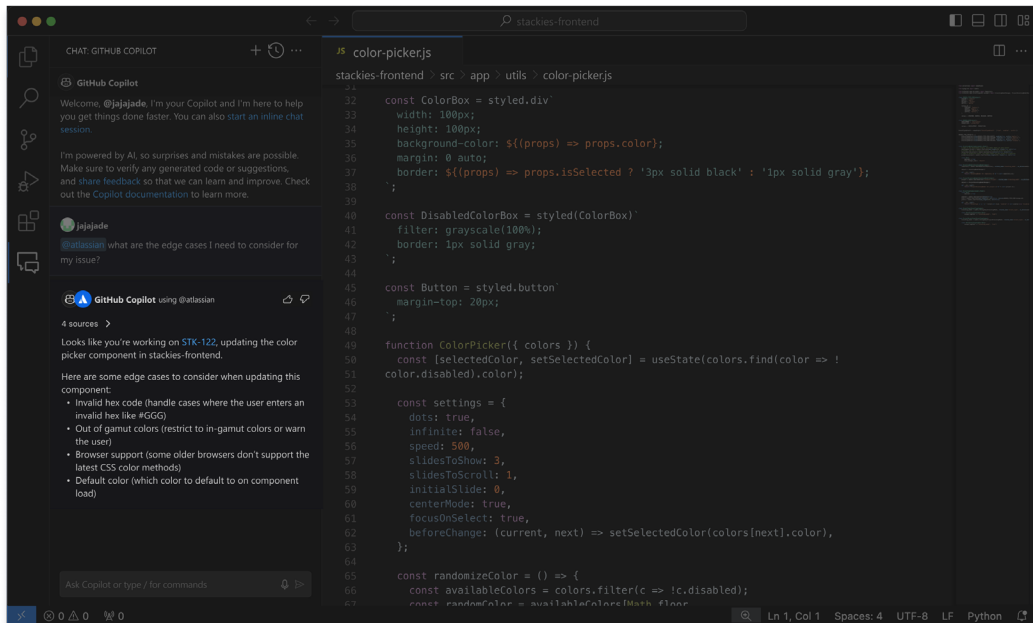 stackies-frontend
CHAT: GITHUB COPILOT
GitHub Copilot
Welcome, @jajajade, I'm your Copilot and I'm here to help
you get things done faster. You can also start an inline chat
session.
I'm powered by AI, so surprises and mistakes are possible.
Make sure to verify any generated code or suggestions,
and share feedback so that we can learn and improve. Check
out the Copilot documentation to learn more.
jajajade
@atlassian what are the edge cases I need to consider for
my issue?
GitHub Copilot using @atlassian
4 sources >
Looks like you're working on STK-122, updating the color
picker component in stackies-frontend.
Here are some edge cases to consider when updating this
component:
• Invalid hex code (handle cases where the user enters an
invalid hex like #GGG)
• Out of gamut colors (restrict to in-gamut colors or warn
the user)
• Browser support (some older browsers don't support the
latest CSS color methods)
• Default color (which color to default to on component
load)
Ask Copilot or type / for commands
JS color-picker.js
stackies-frontend > src > app > utils > color-picker.js
31
32 const ColorBox = styled.div`
33 width: 100px;
34 height: 100px;
35 background-color: ${(props) => props.color};
36 margin: 0 auto;
37 border: ${(props) => props.isSelected ? '3px solid black' : '1px solid gray'};
38 `;
39
40 const DisabledColorBox = styled(ColorBox)`
41 filter: grayscale(100%);
42 border: 1px solid gray;
43 `;
44
45 const Button = styled.button`
46 margin-top: 20px;
47 `;
48
49 function ColorPicker({ colors }) {
50 const [selectedColor, setSelectedColor] = useState(colors.find(color => !
51 color.disabled).color);
52
53 const settings = {
54 dots: true,
55 infinite: false,
56 speed: 500,
57 slidesToShow: 3,
58 slidesToScroll: 1,
59 initialSlide: 0,
60 centerMode: true,
61 focusOnSelect: true,
62 beforeChange: (current, next) => setSelectedColor(colors[next].color),
63 };
64
65 const randomizeColor = () => {
66 const availableColors = colors.filter(c => !c.disabled);
67 const randomColor = availableColors[Math.floor
0 0 0
Ln 1, Col 1 Spaces: 4 UTF-8 LF Python